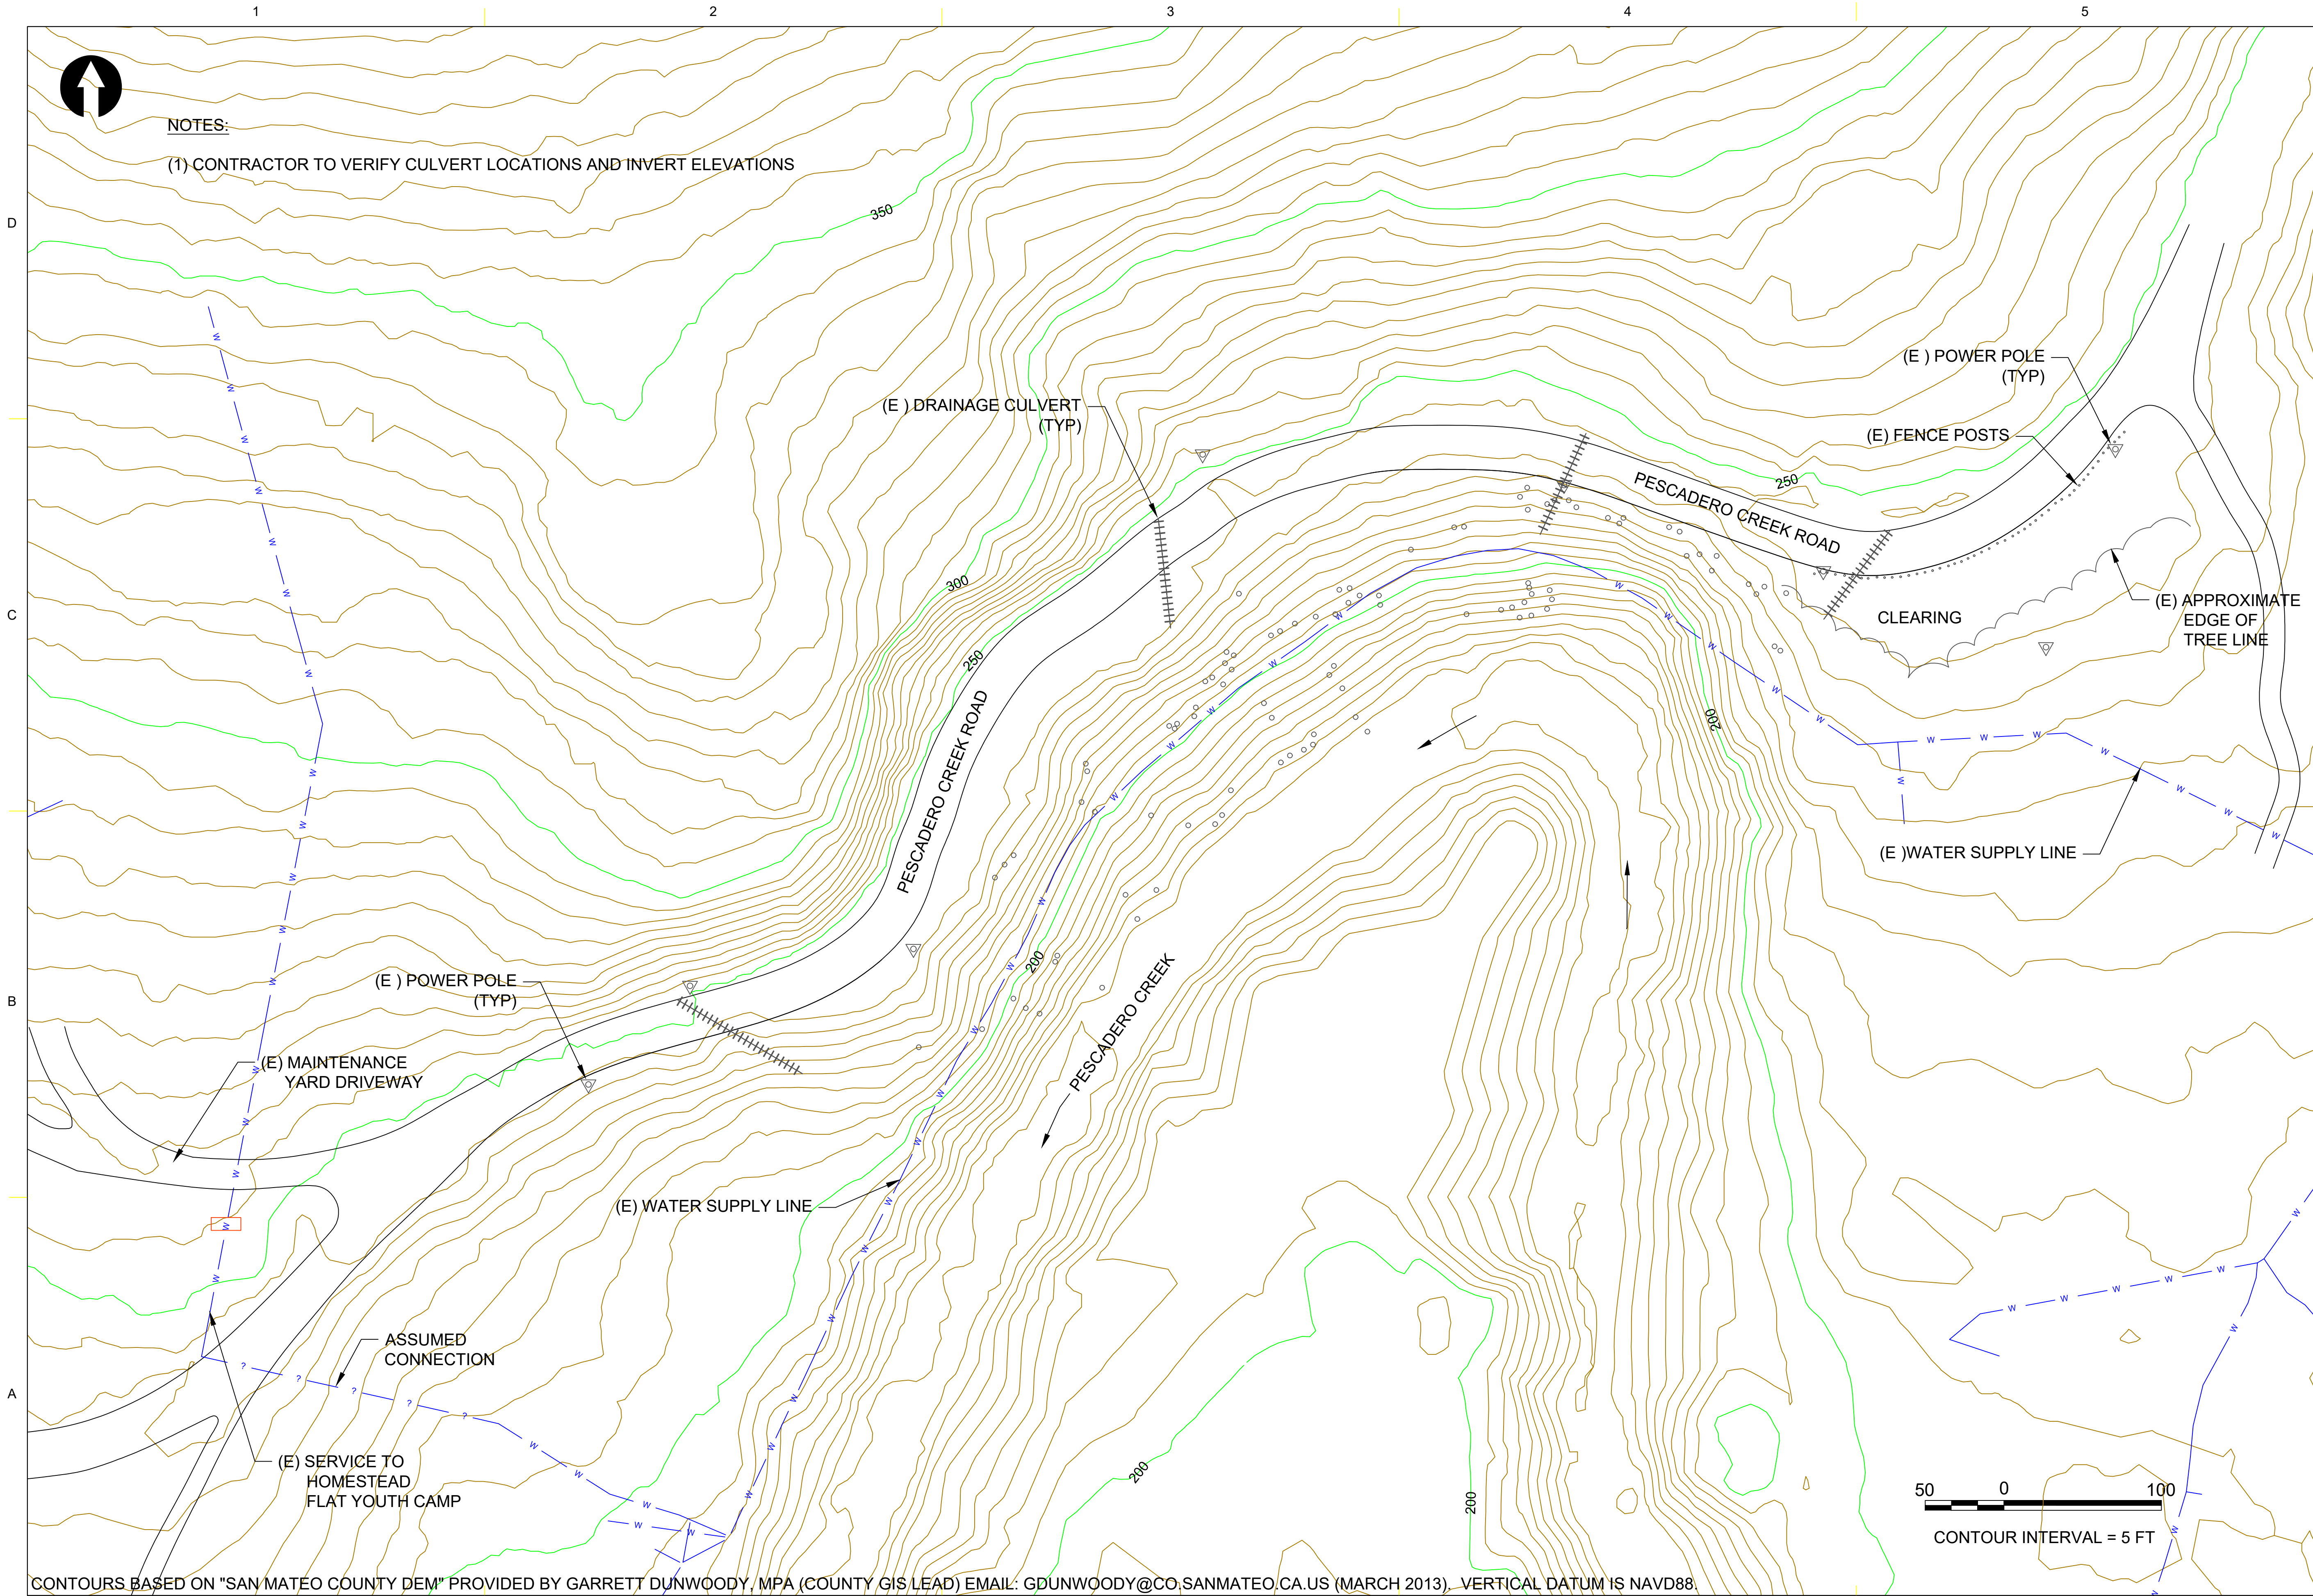 1 2 3 4 5
NOTES:
(1) CONTRACTOR TO VERIFY CULVERT LOCATIONS AND INVERT ELEVATIONS
D
350
(E ) POWER POLE
(TYP)
(E ) DRAINAGE CULVERT
(TYP)
(E) FENCE POSTS
250
PESCADERO CREEK ROAD
300
C
CLEARING
(E) APPROXIMATE
EDGE OF
TREE LINE
250
PESCADERO CREEK ROAD
200
(E )WATER SUPPLY LINE
200
PESCADERO CREEK
B
(E ) POWER POLE
(TYP)
(E) MAINTENANCE
YARD DRIVEWAY
(E) WATER SUPPLY LINE
ASSUMED
CONNECTION
A
(E) SERVICE TO
HOMESTEAD
FLAT YOUTH CAMP
200
200
50 0 100
CONTOUR INTERVAL = 5 FT
CONTOURS BASED ON "SAN MATEO COUNTY DEM" PROVIDED BY GARRETT DUNWOODY, MPA (COUNTY GIS LEAD) EMAIL: GDUNWOODY@CO.SANMATEO.CA.US (MARCH 2013). VERTICAL DATUM IS NAVD88.